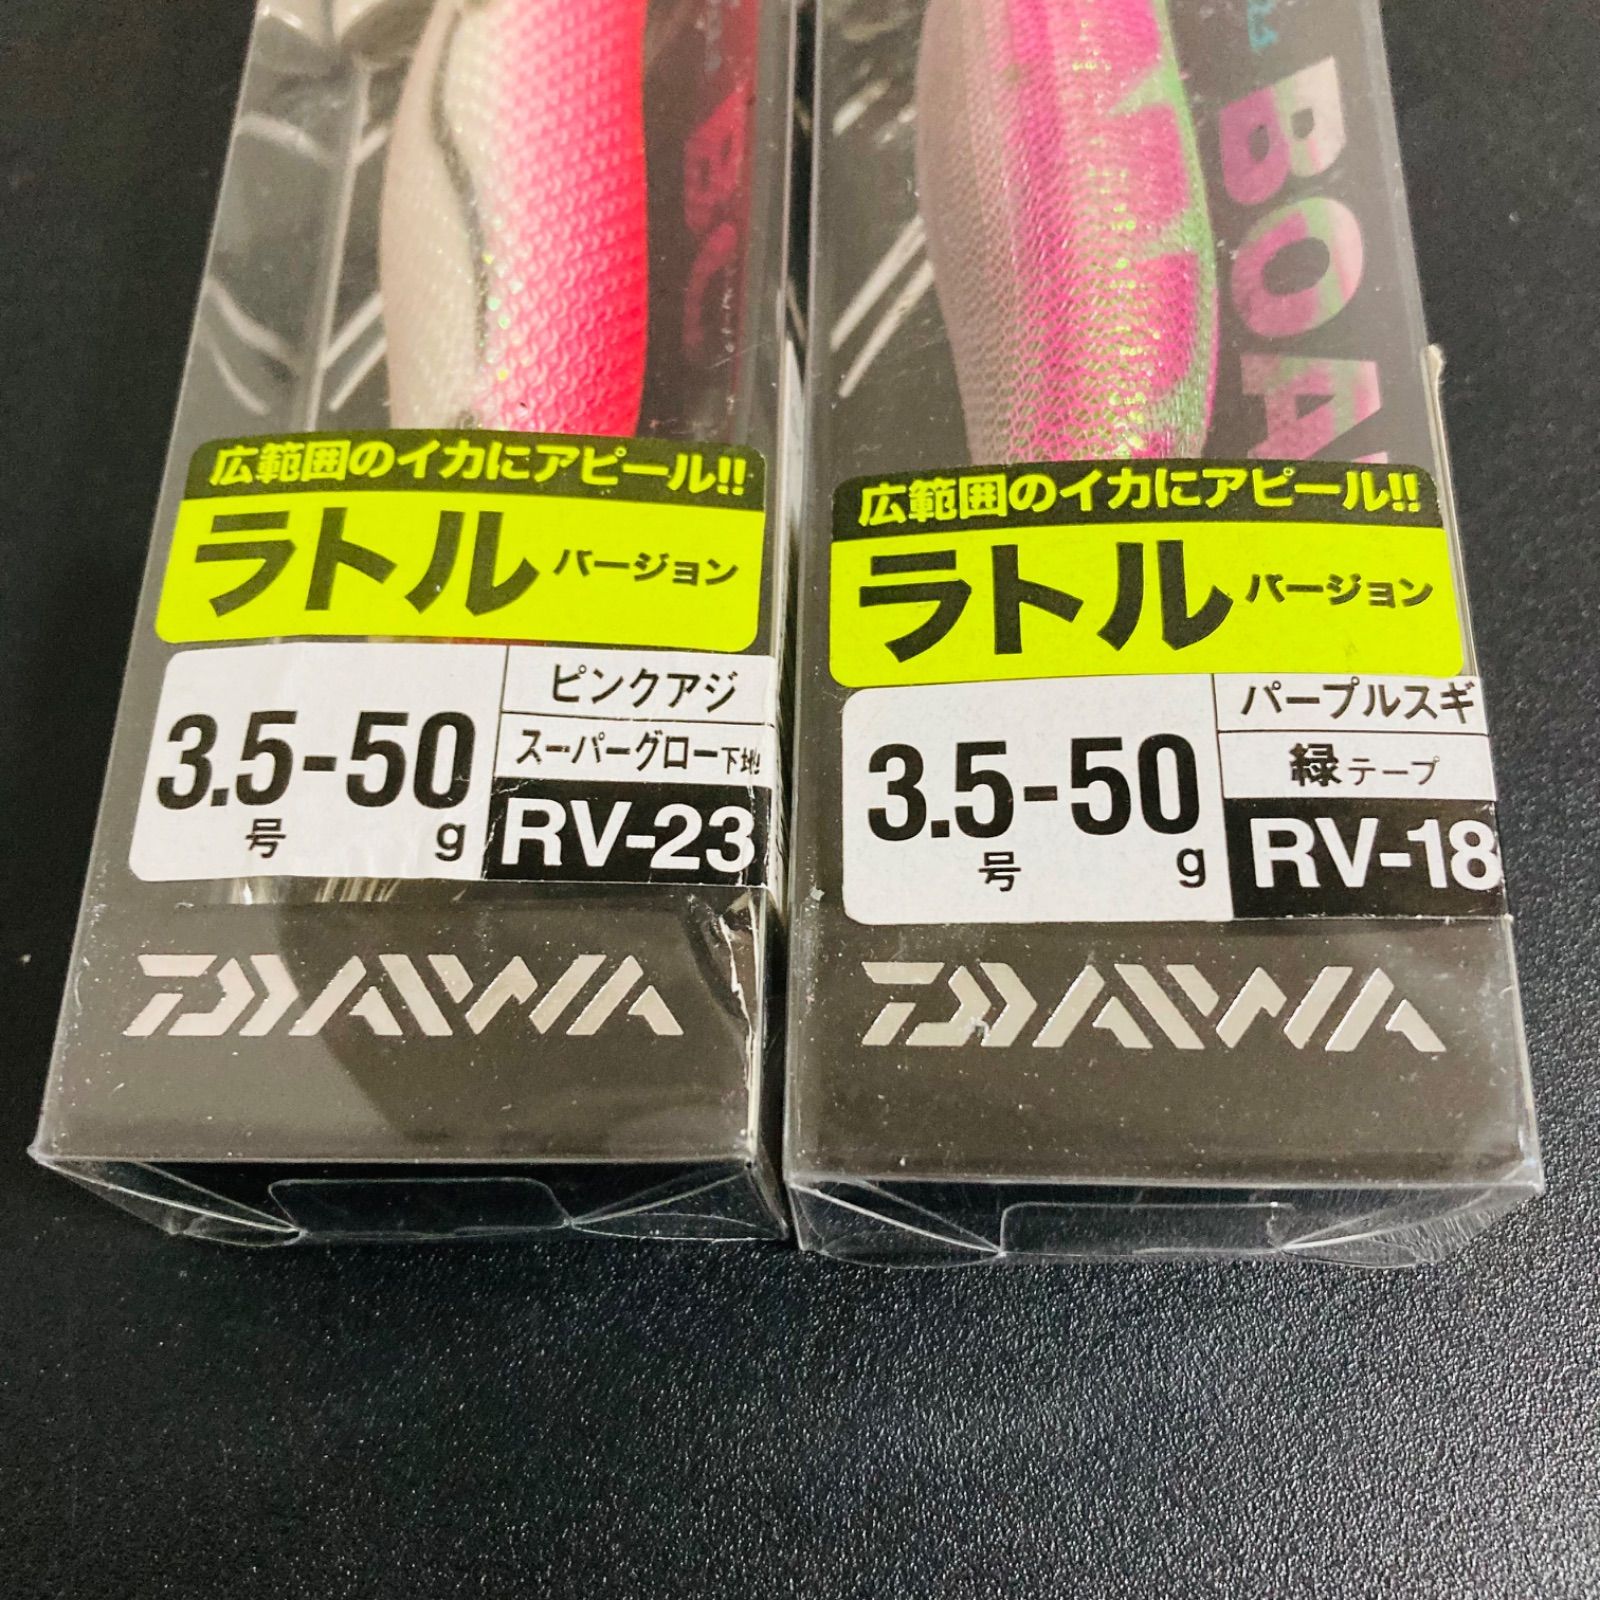 広範囲のイカにアピール!!
ラトル バージョン
3.5号-50g
ピンクアジ
スーパーグロー下地!
RV-23
DAIWA
BOA
広範囲のイカにアピール!!
ラトル バージョン
3.5号-50g
パープルスギ
緑テープ
RV-18
DAIWA